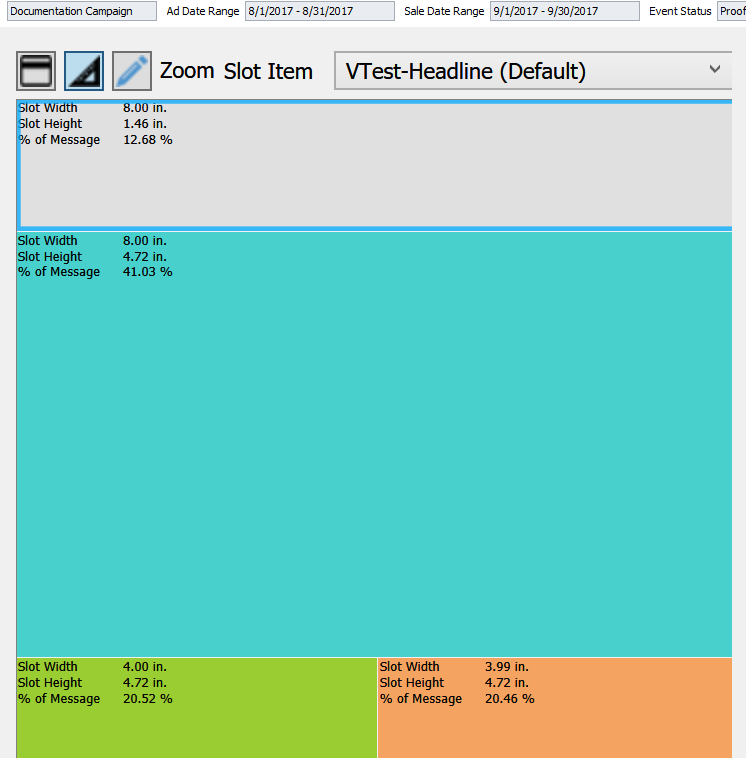 Documentation Campaign Ad Date Range 8/1/2017 - 8/31/2017 Sale Date Range 9/1/2017 - 9/30/2017 Event Status Proof
Zoom Slot Item VTest-Headline (Default)
Slot Width 8.00 in.
Slot Height 1.46 in.
% of Message 12.68 %
Slot Width 8.00 in.
Slot Height 4.72 in.
% of Message 41.03 %
Slot Width 4.00 in. Slot Width 3.99 in.
Slot Height 4.72 in. Slot Height 4.72 in.
% of Message 20.52 % % of Message 20.46 %